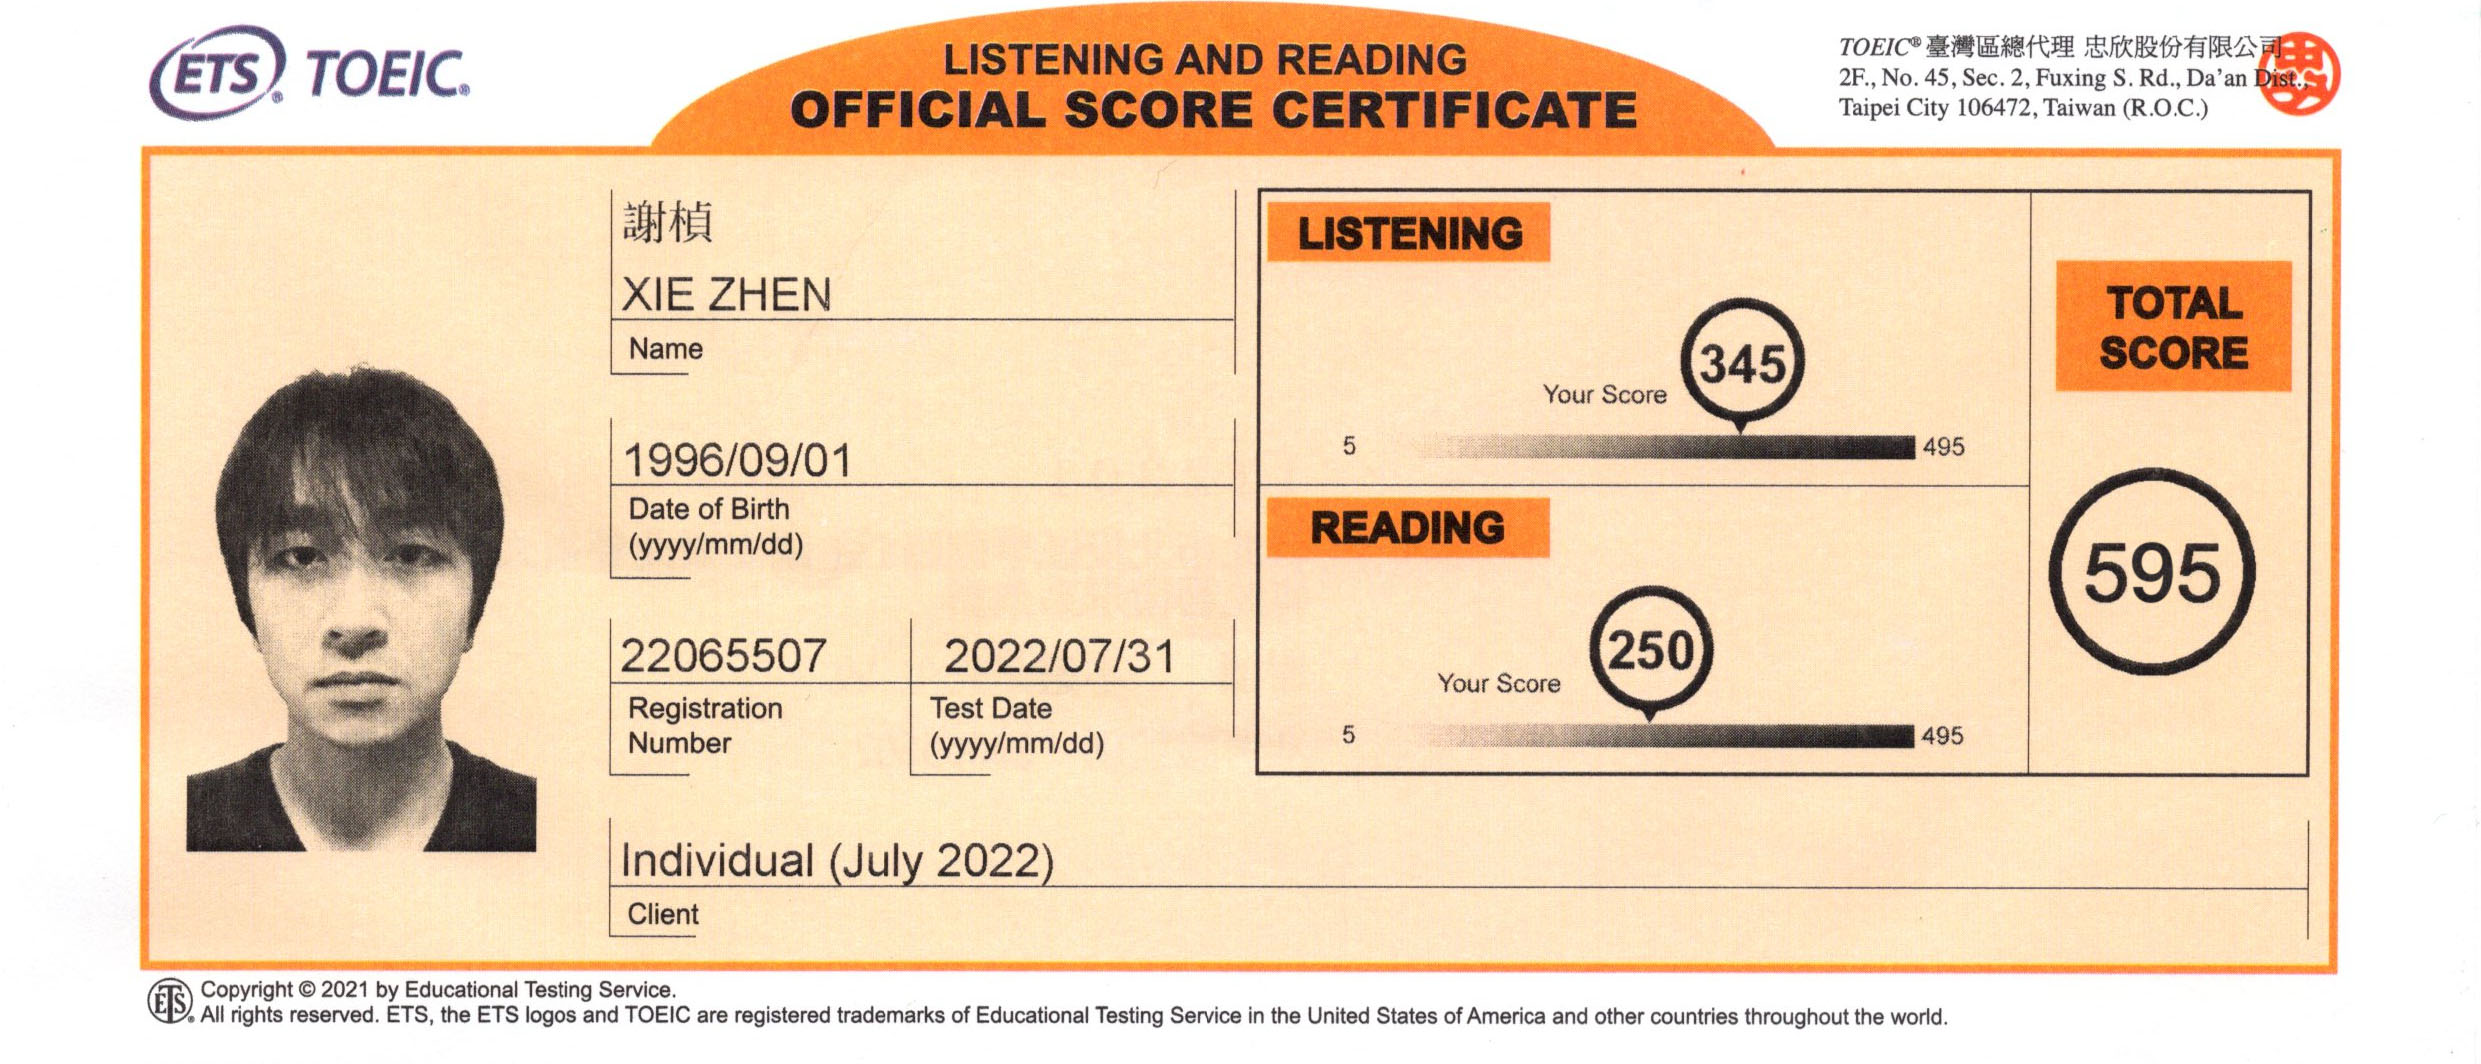 ETS® TOEIC®
LISTENING AND READING
OFFICIAL SCORE CERTIFICATE
TOEIC® 臺灣區總代理 忠欣股份有限公司
2F., No. 45, Sec. 2, Fuxing S. Rd., Da'an Dist.,
Taipei City 106472, Taiwan (R.O.C.)
謝楨
XIE ZHEN
Name
1996/09/01
Date of Birth
(yyyy/mm/dd)
22065507
Registration
Number
2022/07/31
Test Date
(yyyy/mm/dd)
Individual (July 2022)
Client
LISTENING
Your Score
345
5
495
READING
Your Score
250
5
495
TOTAL
SCORE
595
ETS®
Copyright © 2021 by Educational Testing Service.
All rights reserved. ETS, the ETS logos and TOEIC are registered trademarks of Educational Testing Service in the United States of America and other countries throughout the world.